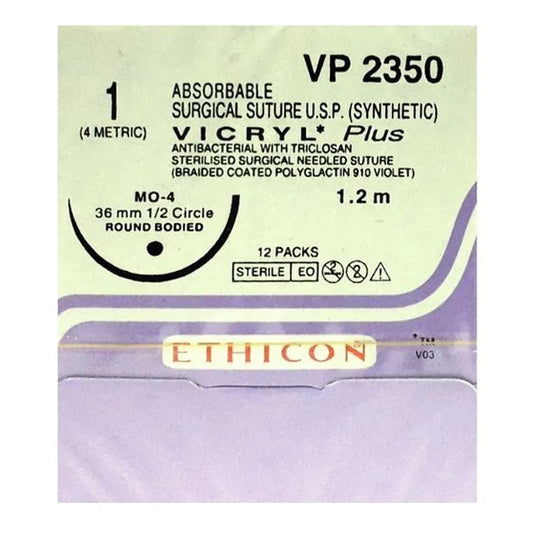 VP 2350
1
(4 METRIC)
ABSORBABLE
SURGICAL SUTURE U.S.P. (SYNTHETIC)
VICRYL* Plus
ANTIBACTERIAL WITH TRICLOSAN
STERILISED SURGICAL NEEDLED SUTURE
(BRAIDED COATED POLYGLACTIN 910 VIOLET)
MO-4
36 mm 1/2 Circle
ROUND BODIED
1.2 m
12 PACKS
STERILE EO
ETHICON®
V03